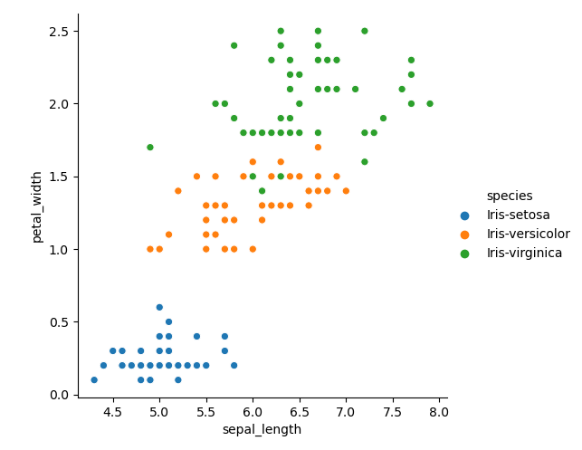 2.5
2.0
1.5
1.0
0.5
0.0
petal_width
4.5 5.0 5.5 6.0 6.5 7.0 7.5 8.0
sepal_length
species
Iris-setosa
Iris-versicolor
Iris-virginica